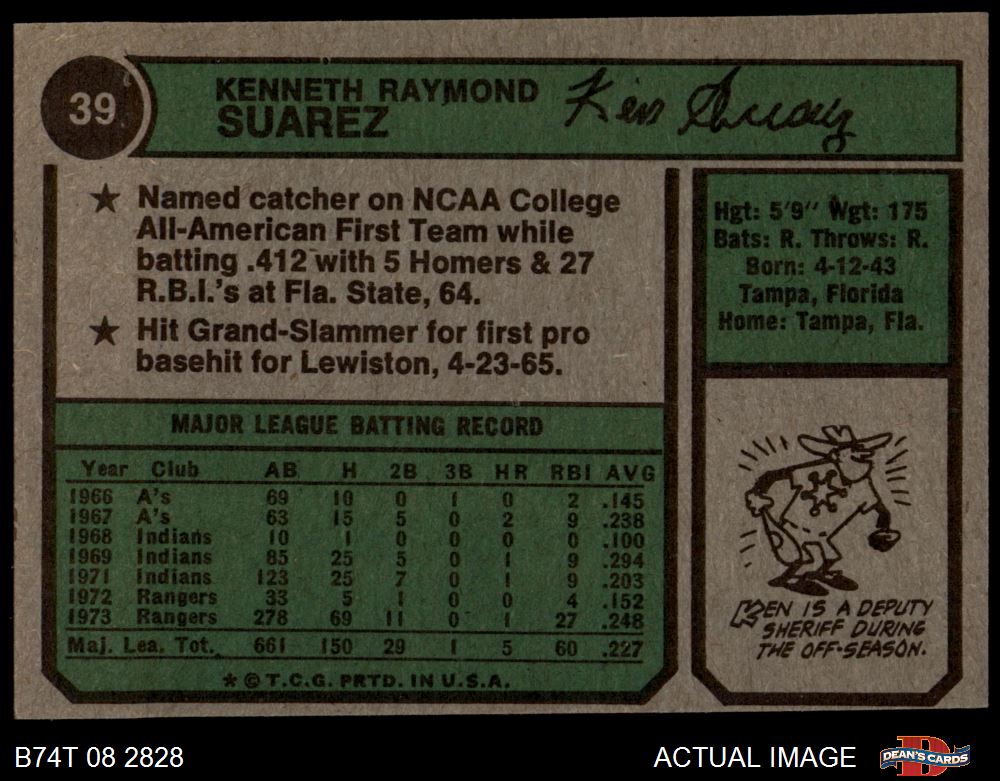 39
KENNETH RAYMOND
SUAREZ
Ken Suarez
★ Named catcher on NCAA College
All-American First Team while
batting .412 with 5 Homers & 27
R.B.I.'s at Fla. State, 64.
★ Hit Grand-Slammer for first pro
basehit for Lewiston, 4-23-65.
Hgt: 5'9" Wgt: 175
Bats: R. Throws: R.
Born: 4-12-43
Tampa, Florida
Home: Tampa, Fla.
MAJOR LEAGUE BATTING RECORD
Year Club AB H 2B 3B HR RBI AVG
1966 A's 69 10 0 1 0 2 .145
1967 A's 63 15 5 0 2 9 .238
1968 Indians 10 1 0 0 0 0 .100
1969 Indians 85 25 5 0 1 9 .294
1971 Indians 123 25 7 0 1 9 .203
1972 Rangers 33 5 1 0 0 4 .152
1973 Rangers 278 69 11 0 1 27 .248
Maj. Lea. Tot. 661 150 29 1 5 60 .227
* © T.C.G. PRTD. IN U.S.A.
KEN IS A DEPUTY
SHERIFF DURING
THE OFF-SEASON.
B74T 08 2828
ACTUAL IMAGE
DEAN'S CARDS